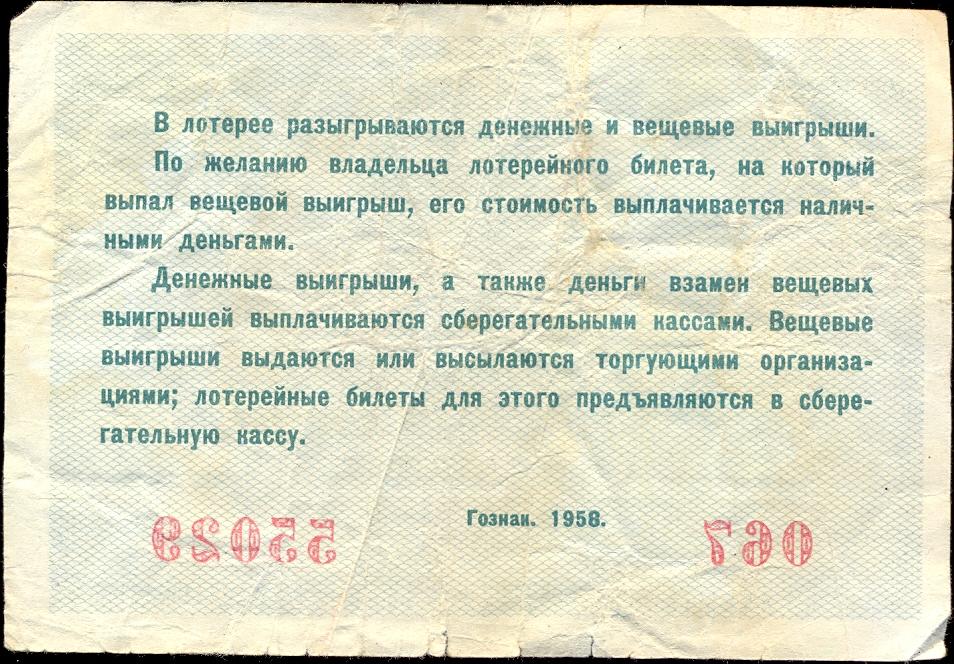 В лотерее разыгрываются денежные и вещевые выигрыши.
По желанию владельца лотерейного билета, на который
выпал вещевой выигрыш, его стоимость выплачивается налич-
ными деньгами.
Денежные выигрыши, а также деньги взамен вещевых
выигрышей выплачиваются сберегательными кассами. Вещевые
выигрыши выдаются или высылаются торгующими организа-
циями; лотерейные билеты для этого предъявляются в сбере-
гательную кассу.
Гознак. 1958.
55023 067